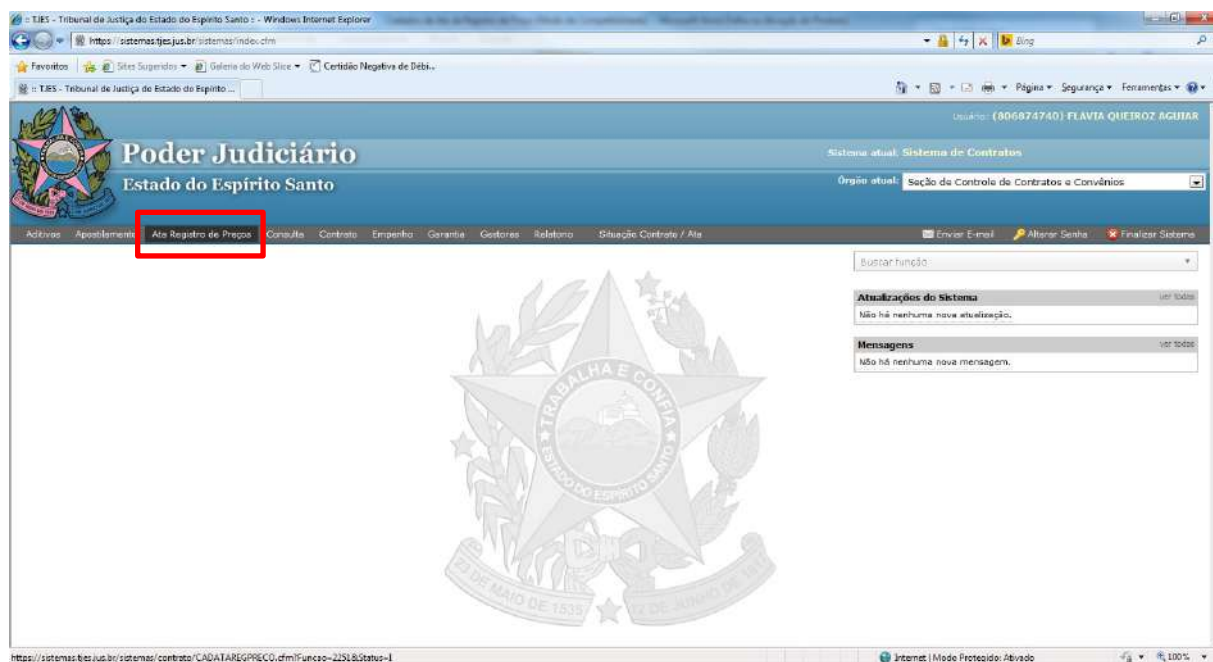 :: TJES - Tribunal de Justiça do Estado do Espírito Santo :: - Windows Internet Explorer
https://sistemas.tjes.jus.br/sistemas/index.cfm
Bing
Favoritos Sites Sugeridos Galeria do Web Slice Certidão Negativa de Débi...
:: TJES - Tribunal de Justiça do Estado do Espírito ...
Página Segurança Ferramentas
Usuário: (806874740) FLAVIA QUEIROZ AGUIAR
Poder Judiciário
Sistema atual: Sistema de Contratos
Estado do Espírito Santo
Órgão atual: Seção de Controle de Contratos e Convênios
Aditivos Apostilamento Ata Registro de Preços Consulta Contrato Empenho Garantia Gestores Relatorio Situação Contrato / Ata Enviar E-mail Alterar Senha Finalizar Sistema
Buscar função
Atualizações do Sistema ver todas
Não há nenhuma nova atualização.
Mensagens ver todas
Não há nenhuma nova mensagem.
TRABALHA E CONFIA
ESTADO DO ESPIRITO SANTO
23 DE MAIO DE 1535
12 DE JUNHO DE
https://sistemas.tjes.jus.br/sistemas/contrato/CADATAREGPRECO.cfm?Funcao=2251&Status=1
Internet | Modo Protegido: Ativado
100%